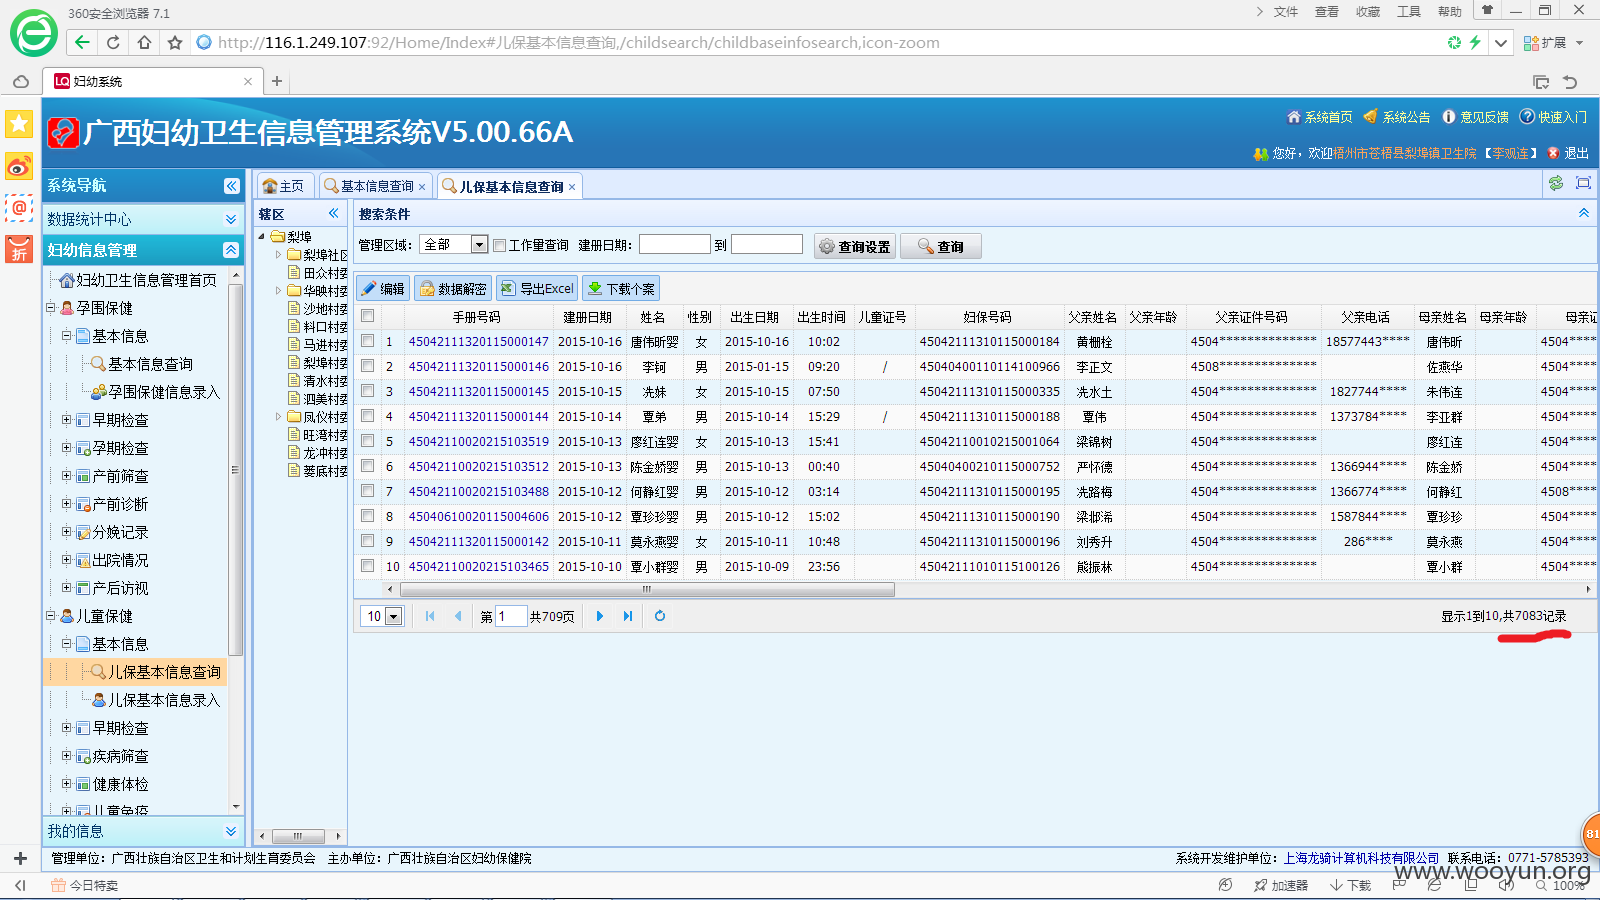 360安全浏览器 7.1
文件 查看 收藏 工具 帮助
http://116.1.249.107:92/Home/Index#儿保基本信息查询,/childsearch/childbaseinfosearch,icon-zoom
扩展
LQ 妇幼系统
广西妇幼卫生信息管理系统V5.00.66A
系统首页 系统公告 意见反馈 快速入门
您好，欢迎梧州市苍梧县梨埠镇卫生院 【李观连】 退出
系统导航
数据统计中心
妇幼信息管理
妇幼卫生信息管理首页
孕围保健
基本信息
基本信息查询
孕围保健信息录入
早期检查
孕期检查
产前筛查
产前诊断
分娩记录
出院情况
产后访视
儿童保健
基本信息
儿保基本信息查询
儿保基本信息录入
早期检查
疾病筛查
健康体检
儿童免疫
我的信息
主页 基本信息查询 儿保基本信息查询
辖区
梨埠
梨埠社区
田众村委
华映村委
沙地村委
料口村委
马进村委
梨埠村委
清水村委
泗美村委
凤仪村委
旺湾村委
龙冲村委
蒌底村委
搜索条件
管理区域: 全部 工作量查询 建册日期: 到 查询设置 查询
编辑 数据解密 导出Excel 下载个案
手册号码 建册日期 姓名 性别 出生日期 出生时间 儿童证号 妇保号码 父亲姓名 父亲年龄 父亲证件号码 父亲电话 母亲姓名 母亲年龄 母亲证
1 45042111320115000147 2015-10-16 唐伟昕婴 女 2015-10-16 10:02 45042111310115000184 黄栅栓 4504************** 18577443**** 唐伟昕 4504****
2 45042111320115000146 2015-10-16 李钶 男 2015-01-15 09:20 / 45040400110114100966 李正文 4508************** 佐燕华 4504****
3 45042111320115000145 2015-10-15 冼妹 女 2015-10-15 07:50 45042111310115000335 冼水土 4504************** 1827744**** 朱伟连 4504****
4 45042111320115000144 2015-10-14 覃弟 男 2015-10-14 15:29 / 45042111310115000188 覃伟 4504************** 1373784**** 李亚群 4504****
5 45042110020215103519 2015-10-13 廖红连婴 女 2015-10-13 15:41 45042110010215001064 梁锦树 4504************** 廖红连 4504****
6 45042110020215103512 2015-10-13 陈金娇婴 男 2015-10-13 00:40 45040400210115000752 严怀德 4504************** 1366944**** 陈金娇 4504****
7 45042110020215103488 2015-10-12 何静红婴 男 2015-10-12 03:14 45042111310115000195 冼路梅 4504************** 1366774**** 何静红 4508****
8 45040610020115004606 2015-10-12 覃珍珍婴 男 2015-10-12 15:02 45042111310115000190 4504************** 1587844**** 覃珍珍 4504****
9 45042111320115000142 2015-10-11 莫永燕婴 女 2015-10-11 10:48 45042111310115000196 刘秀升 4504************** 286**** 莫永燕 4504****
10 45042110020215103465 2015-10-10 覃小群婴 男 2015-10-09 23:56 45042111010115100126 熊振林 4504************** 覃小群 4504****
10 第 1 共709页 显示1到10,共7083记录
管理单位：广西壮族自治区卫生和计划生育委员会 主办单位：广西壮族自治区妇幼保健院 系统开发维护单位：上海龙骑计算机科技有限公司 联系电话：0771-5785393
81
www.wooyun.org
今日特卖 加速器 下载 100%